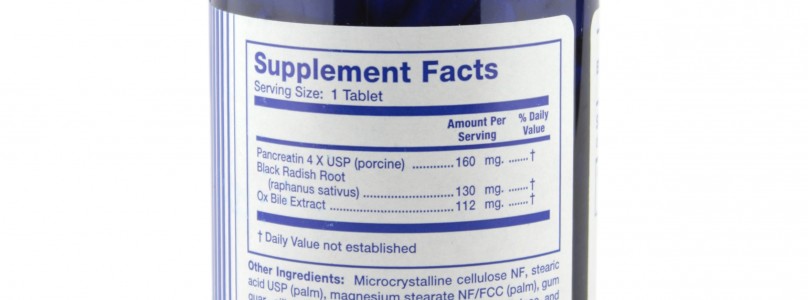 Supplement Facts
Serving Size: 1 Tablet
Amount Per Serving
% Daily Value
Pancreatin 4 X USP (porcine) ............ 160 mg. ....... †
Black Radish Root
(raphanus sativus) ........................ 130 mg. ....... †
Ox Bile Extract ................................ 112 mg. ....... †
† Daily Value not established
Other Ingredients: Microcrystalline cellulose NF, stearic
acid USP (palm), magnesium stearate NF/FCC (palm), gum